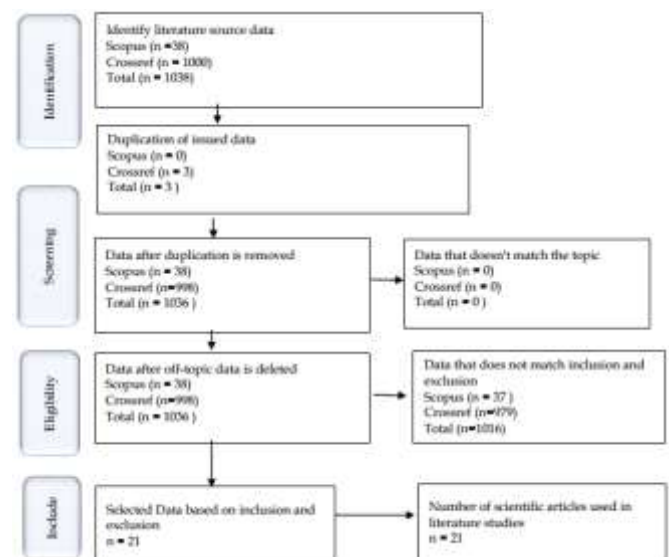 Identification
Identify literature source data
Scopus (n =38)
Crossref (n = 1000)
Total (n = 1038)
Duplication of issued data
Scopus (n = 0)
Crossref (n = 3)
Total (n = 3 )
Screening
Data after duplication is removed
Scopus (n = 38)
Crossref (n=998)
Total (n = 1036 )
Data that doesn't match the topic
Scopus (n = 0)
Crossref (n = 0)
Total (n = 0 )
Eligibility
Data after off-topic data is deleted
Scopus (n = 38)
Crossref (n=998)
Total (n = 1036 )
Data that does not match inclusion and
exclusion
Scopus (n = 37 )
Crossref (n=979)
Total (n=1016)
Include
Selected Data based on inclusion and
exclusion
n = 21
Number of scientific articles used in
literature studies
n = 21